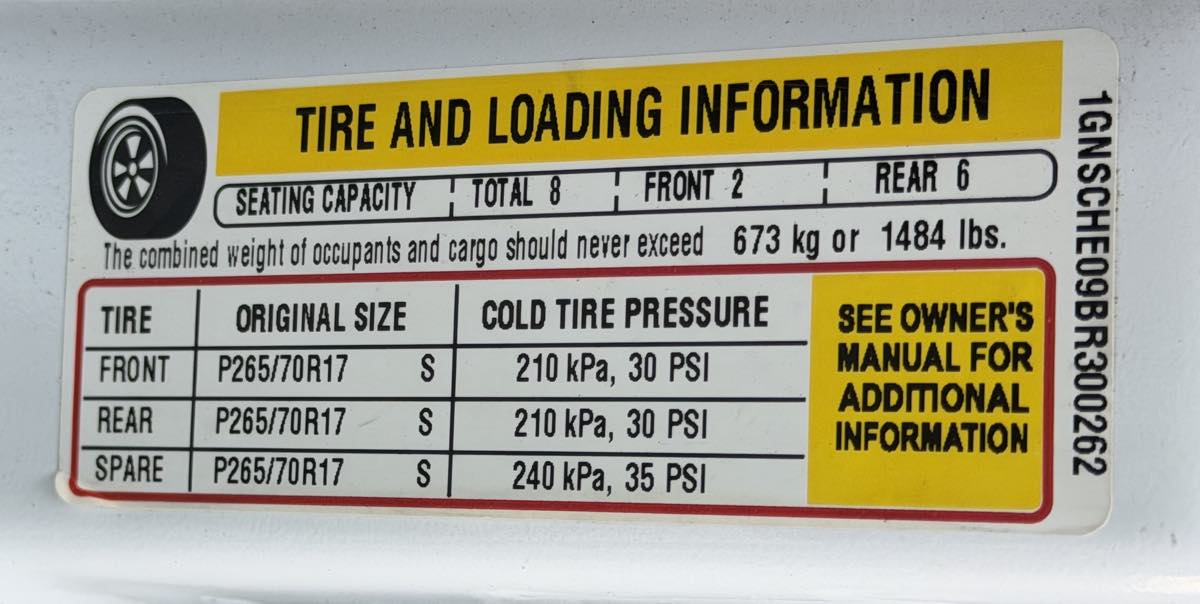 TIRE AND LOADING INFORMATION
SEATING CAPACITY TOTAL 8 FRONT 2 REAR 6
The combined weight of occupants and cargo should never exceed 673 kg or 1484 lbs.
TIRE ORIGINAL SIZE COLD TIRE PRESSURE
FRONT P265/70R17 S 210 kPa, 30 PSI
REAR P265/70R17 S 210 kPa, 30 PSI
SPARE P265/70R17 S 240 kPa, 35 PSI
SEE OWNER'S
MANUAL FOR
ADDITIONAL
INFORMATION
1GNSCHE09BR300262